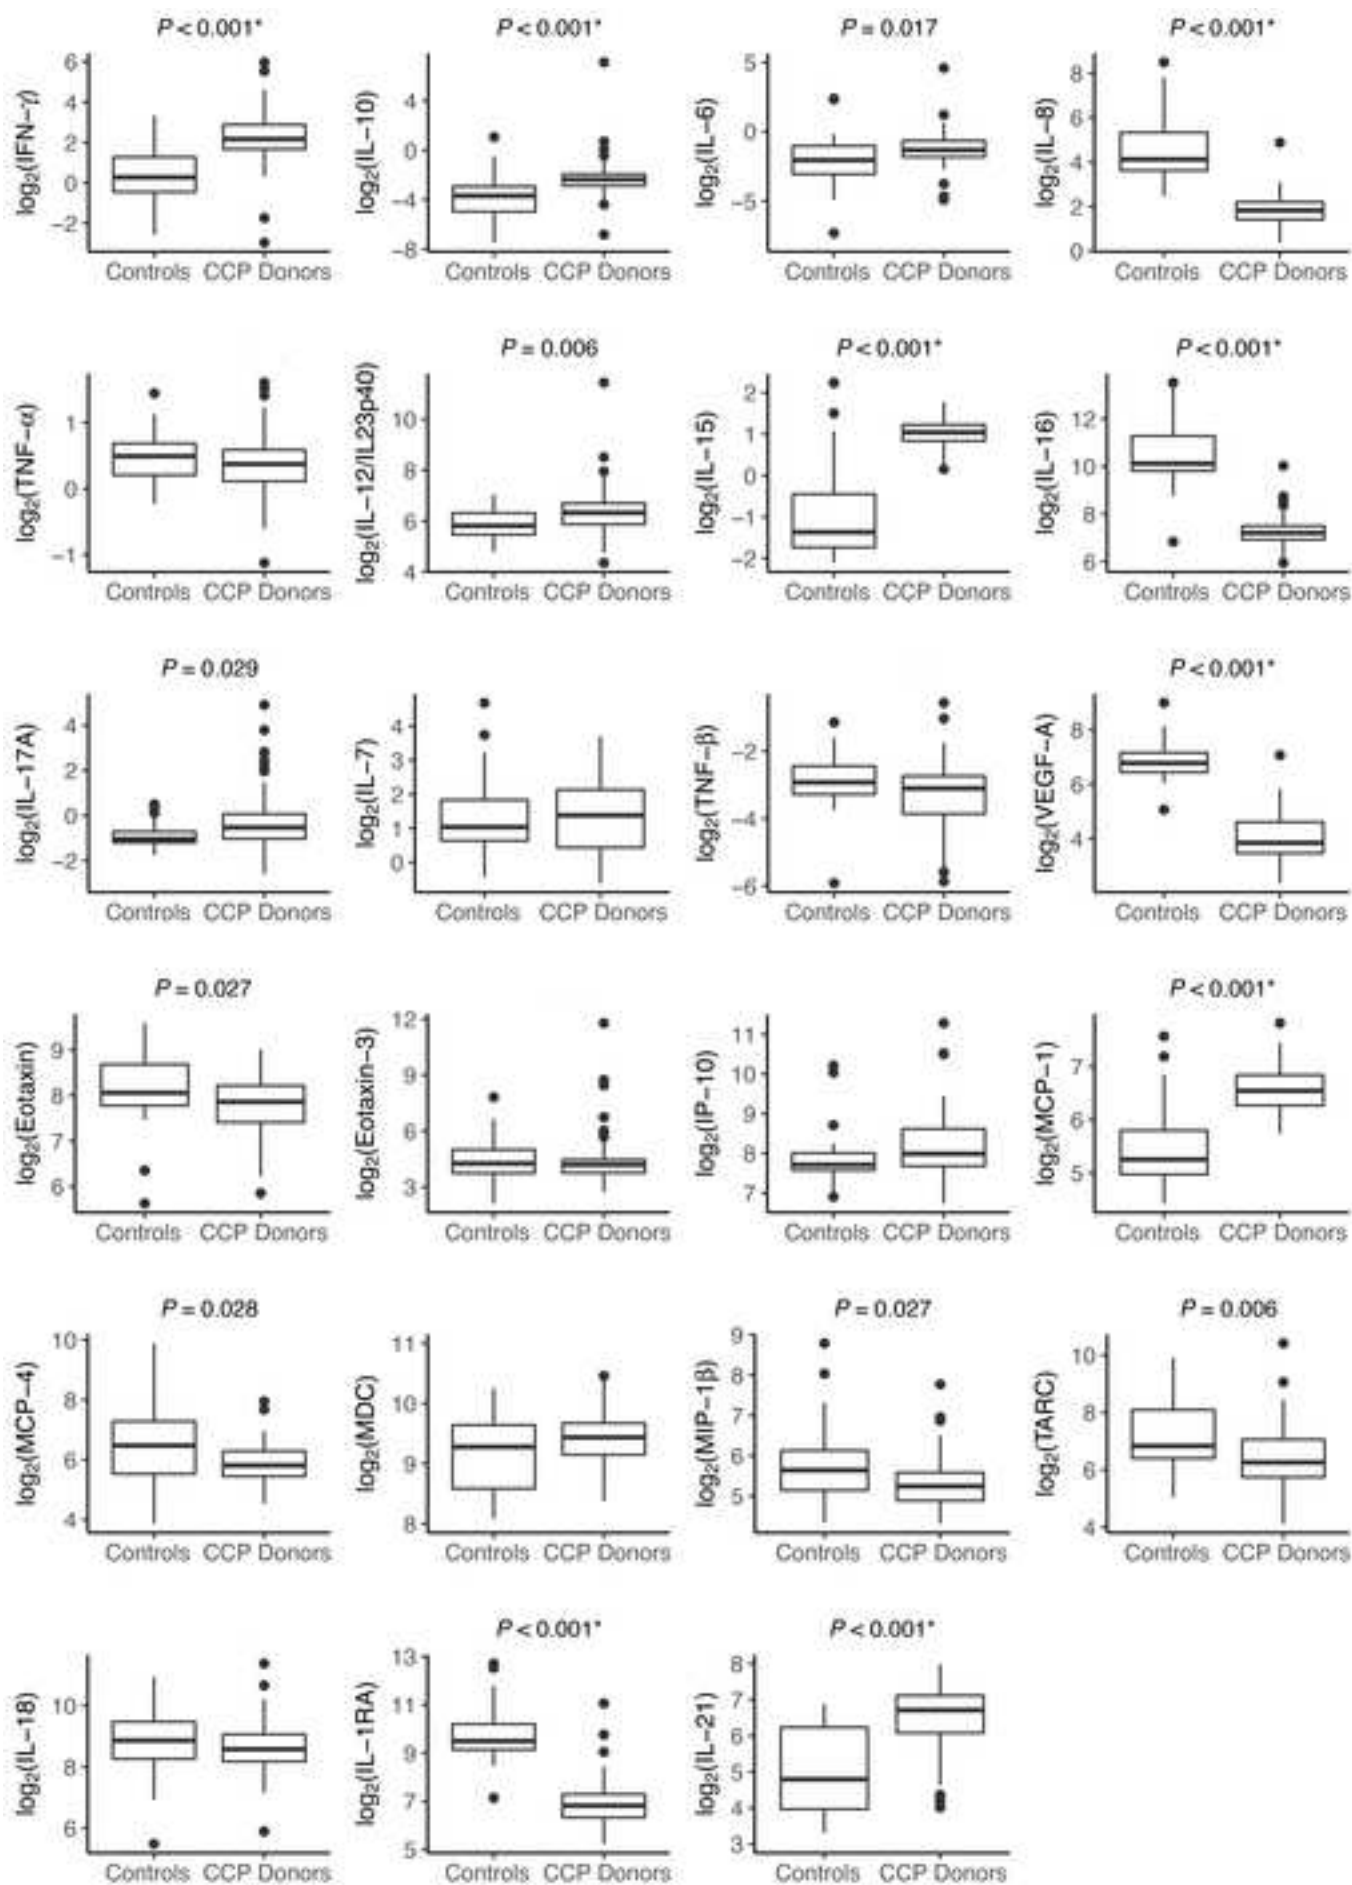 P < 0.001* P < 0.001* P = 0.017 P < 0.001*
log₂(IFN−γ) 6 4 2 0 −2 Controls CCP Donors
log₂(IL−10) 4 0 −4 −8 Controls CCP Donors
log₂(IL−6) 5 0 −5 Controls CCP Donors
log₂(IL−8) 8 6 4 2 0 Controls CCP Donors
P = 0.006 P < 0.001* P < 0.001*
log₂(TNF−α) 1 0 −1 Controls CCP Donors
log₂(IL−12/IL23p40) 10 8 6 4 Controls CCP Donors
log₂(IL−15) 2 1 0 −1 −2 Controls CCP Donors
log₂(IL−16) 12 10 8 6 Controls CCP Donors
P = 0.029 P < 0.001*
log₂(IL−17A) 4 2 0 −2 Controls CCP Donors
log₂(IL−7) 4 3 2 1 0 Controls CCP Donors
log₂(TNF−β) −2 −4 −6 Controls CCP Donors
log₂(VEGF−A) 8 6 4 Controls CCP Donors
P = 0.027 P < 0.001*
log₂(Eotaxin) 9 8 7 6 Controls CCP Donors
log₂(Eotaxin−3) 12 9 6 3 Controls CCP Donors
log₂(IP−10) 11 10 9 8 7 Controls CCP Donors
log₂(MCP−1) 7 6 5 Controls CCP Donors
P = 0.028 P = 0.027 P = 0.006
log₂(MCP−4) 10 8 6 4 Controls CCP Donors
log₂(MDC) 11 10 9 8 Controls CCP Donors
log₂(MIP−1β) 9 8 7 6 5 Controls CCP Donors
log₂(TARC) 10 8 6 4 Controls CCP Donors
P < 0.001* P < 0.001*
log₂(IL−18) 10 8 6 Controls CCP Donors
log₂(IL−1RA) 13 11 9 7 5 Controls CCP Donors
log₂(IL−21) 8 7 6 5 4 3 Controls CCP Donors